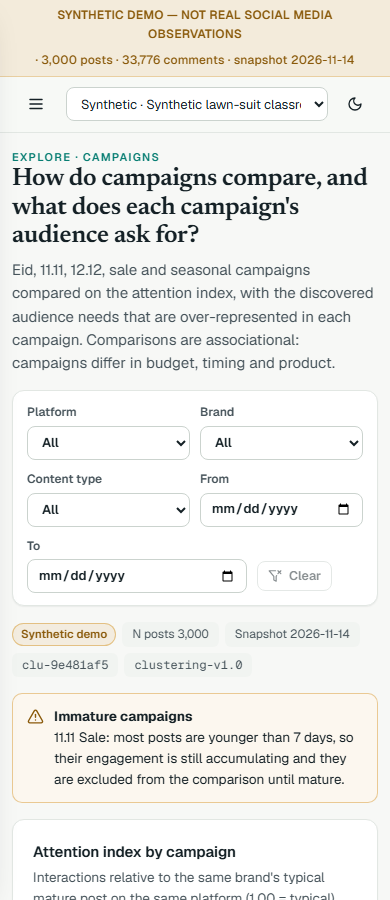 SYNTHETIC DEMO — NOT REAL SOCIAL MEDIA
OBSERVATIONS
· 3,000 posts · 33,776 comments · snapshot 2026-11-14
Synthetic · Synthetic lawn-suit
EXPLORE · CAMPAIGNS
How do campaigns compare, and
what does each campaign's
audience ask for?
Eid, 11.11, 12.12, sale and seasonal campaigns
compared on the attention index, with the discovered
audience needs that are over-represented in each
campaign. Comparisons are associational:
campaigns differ in budget, timing and product.
Platform Brand
All All
Content type From
All mm/dd/yyyy
To
mm/dd/yyyy Clear
Synthetic demo N posts 3,000 Snapshot 2026-11-14
clu-9e481af5 clustering-v1.0
Immature campaigns
11.11 Sale: most posts are younger than 7 days, so
their engagement is still accumulating and they
are excluded from the comparison until mature.
Attention index by campaign
Interactions relative to the same brand's typical
mature post on the same platform (1.00 = typical)